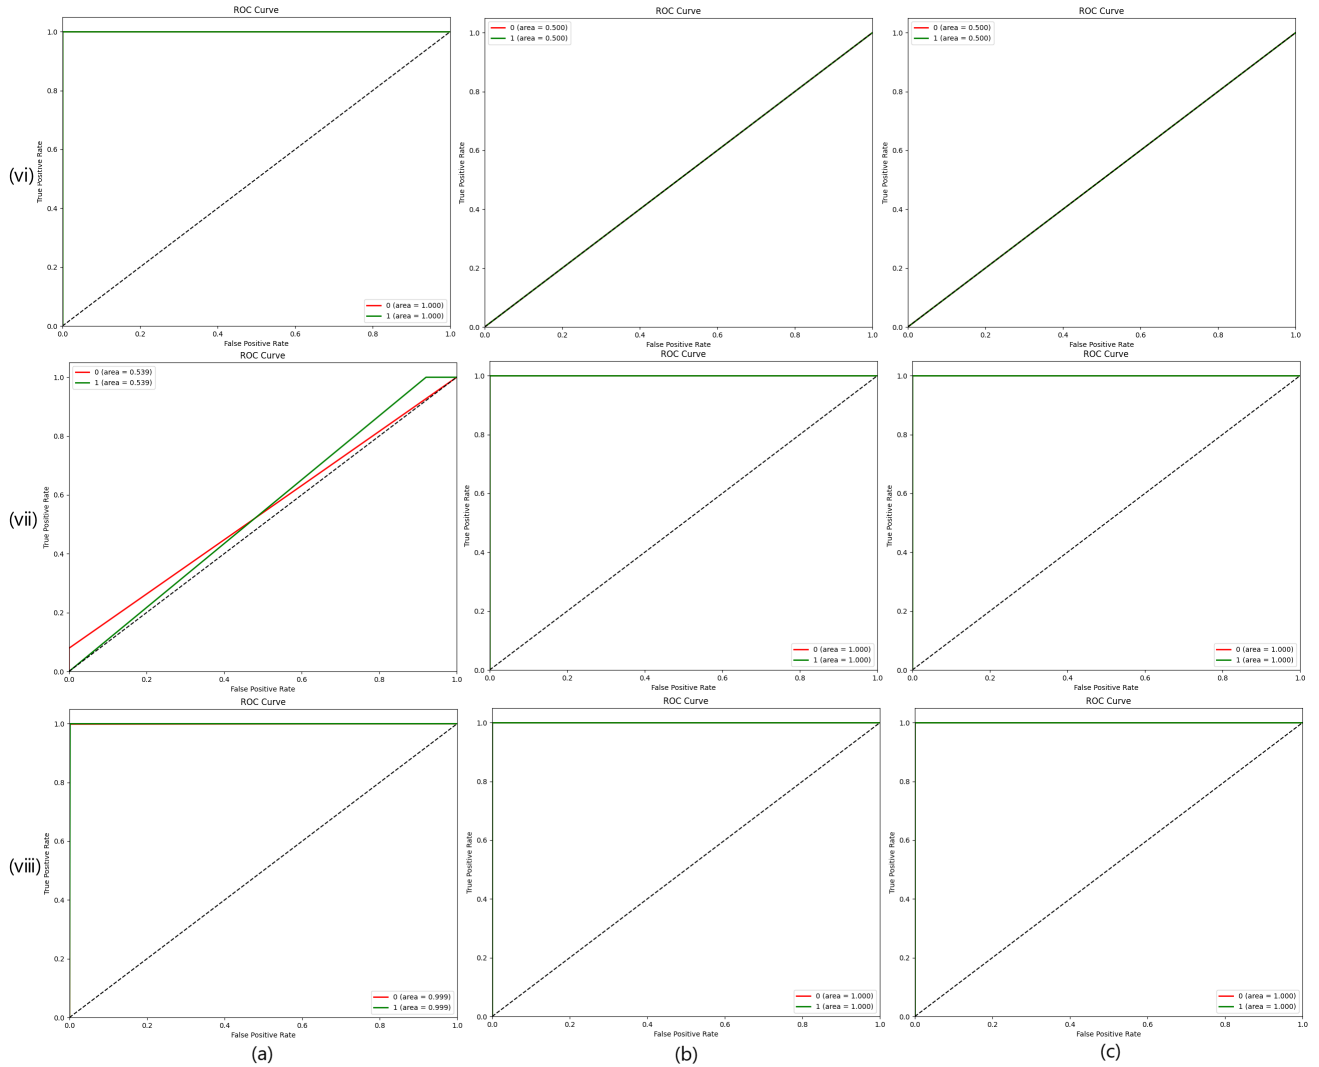 ROC Curve
ROC Curve
ROC Curve
(vi)
True Positive Rate
1.0
0.8
0.6
0.4
0.2
0.0
0 (area = 1.000)
1 (area = 1.000)
0.0 0.2 0.4 0.6 0.8 1.0
False Positive Rate
True Positive Rate
1.0
0.8
0.6
0.4
0.2
0.0
0 (area = 0.500)
1 (area = 0.500)
0.0 0.2 0.4 0.6 0.8 1.0
False Positive Rate
True Positive Rate
1.0
0.8
0.6
0.4
0.2
0.0
0 (area = 0.500)
1 (area = 0.500)
0.0 0.2 0.4 0.6 0.8 1.0
False Positive Rate
ROC Curve
ROC Curve
ROC Curve
(vii)
True Positive Rate
1.0
0.8
0.6
0.4
0.2
0.0
0 (area = 0.539)
1 (area = 0.539)
0.0 0.2 0.4 0.6 0.8 1.0
False Positive Rate
True Positive Rate
1.0
0.8
0.6
0.4
0.2
0.0
0 (area = 1.000)
1 (area = 1.000)
0.0 0.2 0.4 0.6 0.8 1.0
False Positive Rate
True Positive Rate
1.0
0.8
0.6
0.4
0.2
0.0
0 (area = 1.000)
1 (area = 1.000)
0.0 0.2 0.4 0.6 0.8 1.0
False Positive Rate
ROC Curve
ROC Curve
ROC Curve
(viii)
True Positive Rate
1.0
0.8
0.6
0.4
0.2
0.0
0 (area = 0.999)
1 (area = 0.999)
0.0 0.2 0.4 0.6 0.8 1.0
False Positive Rate
True Positive Rate
1.0
0.8
0.6
0.4
0.2
0.0
0 (area = 1.000)
1 (area = 1.000)
0.0 0.2 0.4 0.6 0.8 1.0
False Positive Rate
True Positive Rate
1.0
0.8
0.6
0.4
0.2
0.0
0 (area = 1.000)
1 (area = 1.000)
0.0 0.2 0.4 0.6 0.8 1.0
False Positive Rate
(a)
(b)
(c)